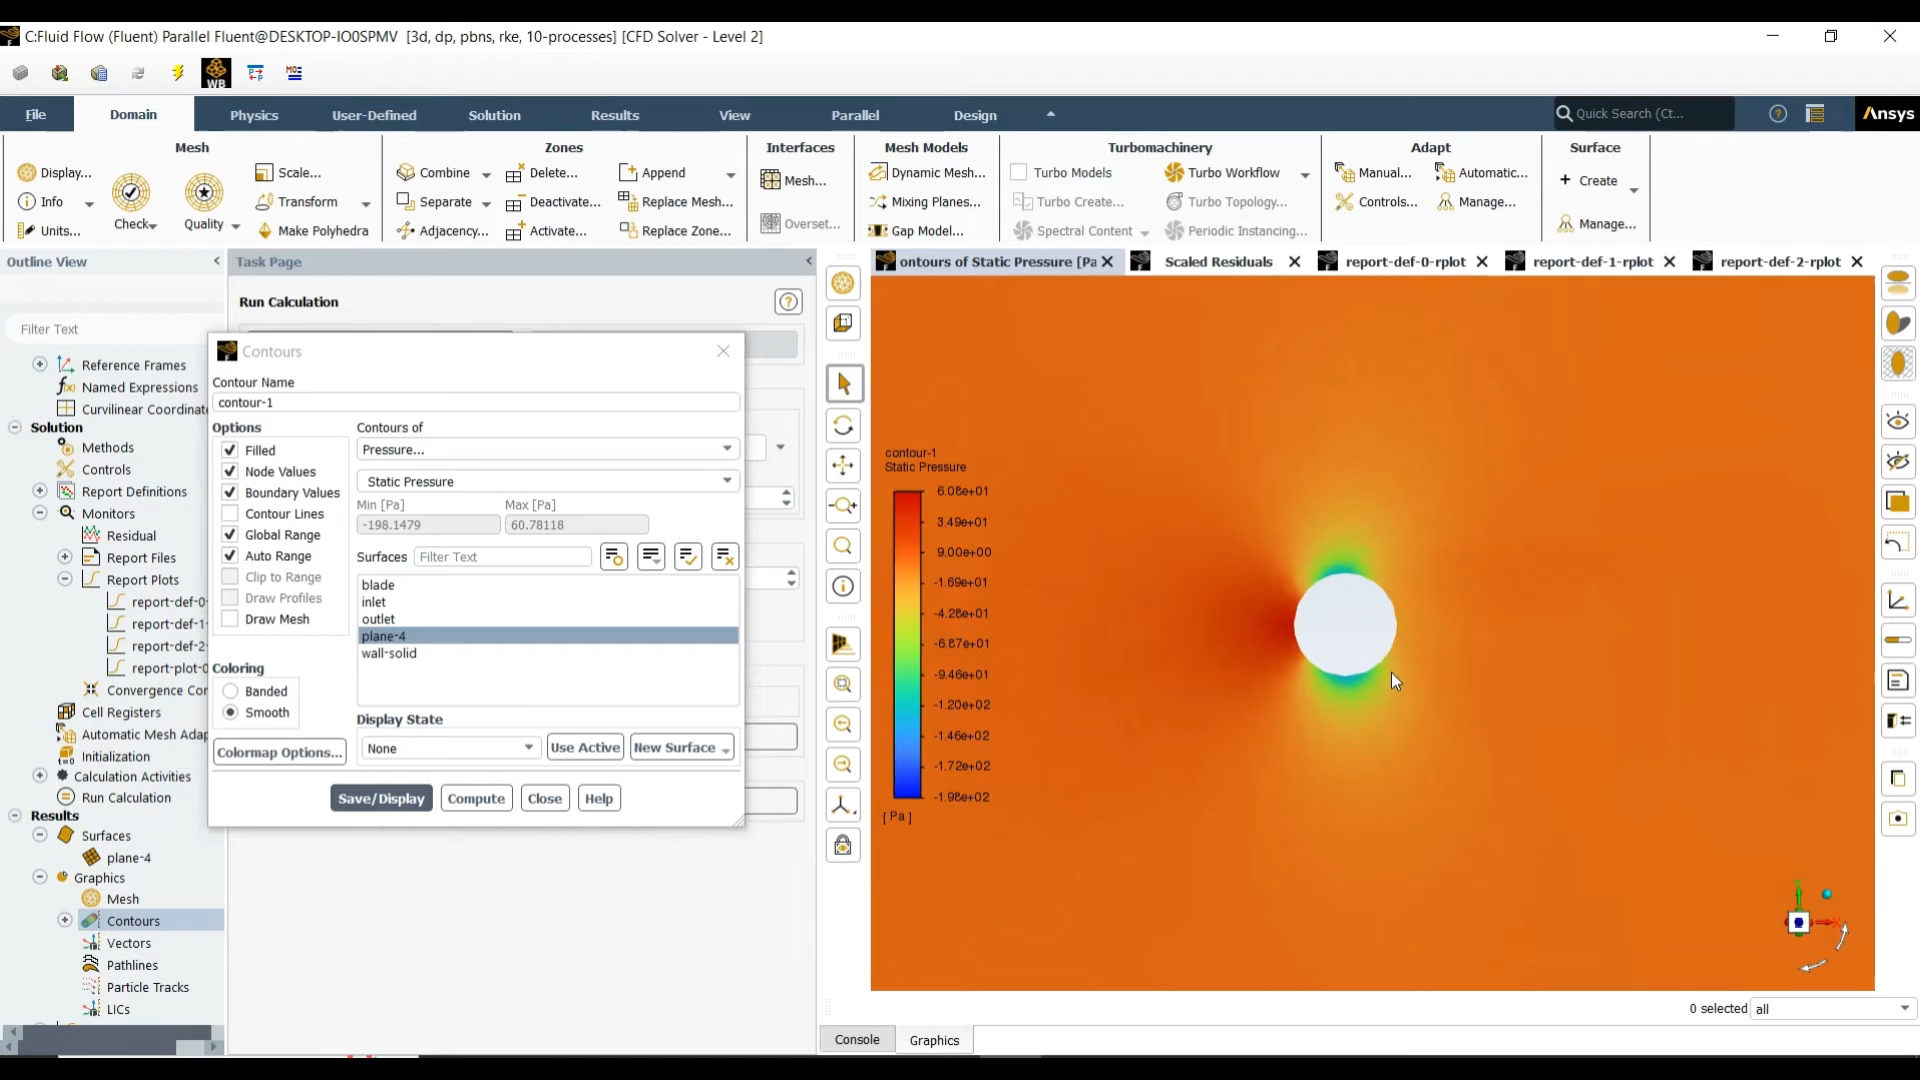 C:Fluid Flow (Fluent) Parallel Fluent@DESKTOP-IO0SPMV [3d, dp, pbns, rke, 10-processes] [CFD Solver - Level 2]
WB
File Domain Physics User-Defined Solution Results View Parallel Design Quick Search (Ct... Ansys
Mesh Zones Interfaces Mesh Models Turbomachinery Adapt Surface
Display... Scale... Combine Delete... Append Mesh... Dynamic Mesh... Turbo Models Turbo Workflow Manual... Automatic... Create
Info Transform Separate Deactivate... Replace Mesh... Mixing Planes... Turbo Create... Turbo Topology... Controls... Manage...
Units... Check Quality Make Polyhedra Adjacency... Activate... Replace Zone... Overset... Gap Model... Spectral Content Periodic Instancing... Manage...
Outline View
Task Page
ontours of Static Pressure [Pa
Scaled Residuals
report-def-0-rplot
report-def-1-rplot
report-def-2-rplot
Run Calculation
Filter Text
Reference Frames
Named Expressions
Curvilinear Coordinat
Solution
Methods
Controls
Report Definitions
Monitors
Residual
Report Files
Report Plots
report-def-0-
report-def-1-
report-def-2-
report-plot-0
Convergence Con
Cell Registers
Automatic Mesh Adap
Initialization
Calculation Activities
Run Calculation
Results
Surfaces
plane-4
Graphics
Mesh
Contours
Vectors
Pathlines
Particle Tracks
LICs
Contours
Contour Name
contour-1
Options
Filled
Node Values
Boundary Values
Contour Lines
Global Range
Auto Range
Clip to Range
Draw Profiles
Draw Mesh
Coloring
Banded
Smooth
Colormap Options...
Contours of
Pressure...
Static Pressure
Min [Pa] Max [Pa]
-198.1479 60.78118
Surfaces Filter Text
blade
inlet
outlet
plane-4
wall-solid
Display State
None Use Active New Surface
Save/Display Compute Close Help
contour-1
Static Pressure
6.08e+01
3.49e+01
9.00e+00
-1.69e+01
-4.28e+01
-6.87e+01
-9.46e+01
-1.20e+02
-1.46e+02
-1.72e+02
-1.98e+02
[ Pa ]
0 selected all
Console Graphics